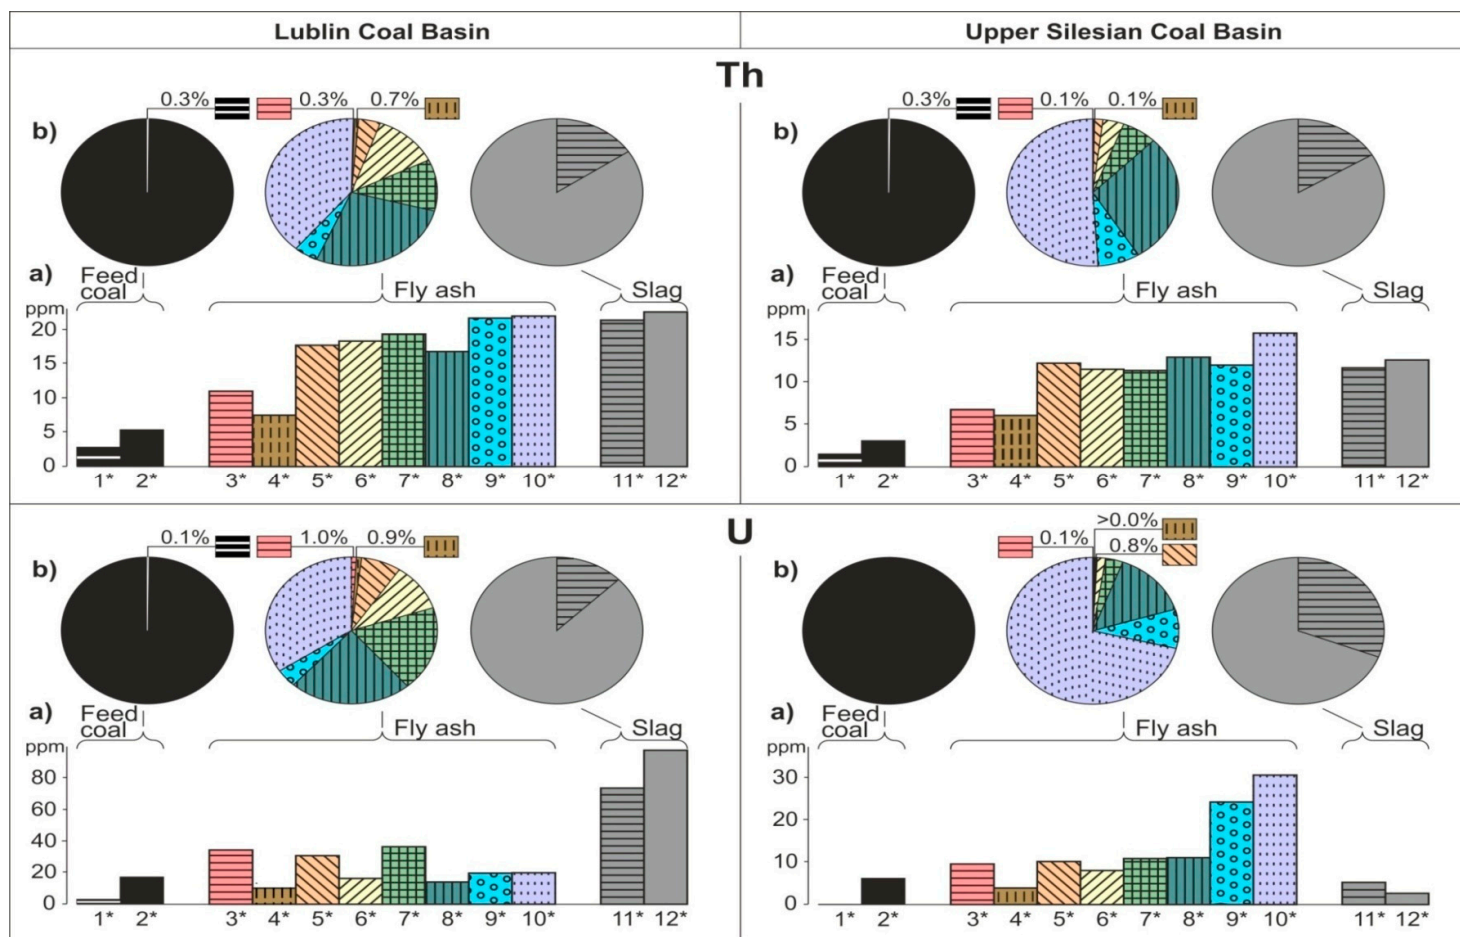 Lublin Coal Basin
Upper Silesian Coal Basin
Th
0.3%
0.3%
0.7%
0.3%
0.1%
0.1%
b)
b)
a)
Feed coal
Fly ash
Slag
a)
Feed coal
Fly ash
Slag
ppm
20
15
10
5
0
1* 2* 3* 4* 5* 6* 7* 8* 9* 10* 11* 12*
ppm
15
10
5
0
1* 2* 3* 4* 5* 6* 7* 8* 9* 10* 11* 12*
U
0.1%
1.0%
0.9%
0.1%
>0.0%
0.8%
b)
b)
a)
Feed coal
Fly ash
Slag
a)
Feed coal
Fly ash
Slag
ppm
80
60
40
20
0
1* 2* 3* 4* 5* 6* 7* 8* 9* 10* 11* 12*
ppm
30
20
10
0
1* 2* 3* 4* 5* 6* 7* 8* 9* 10* 11* 12*